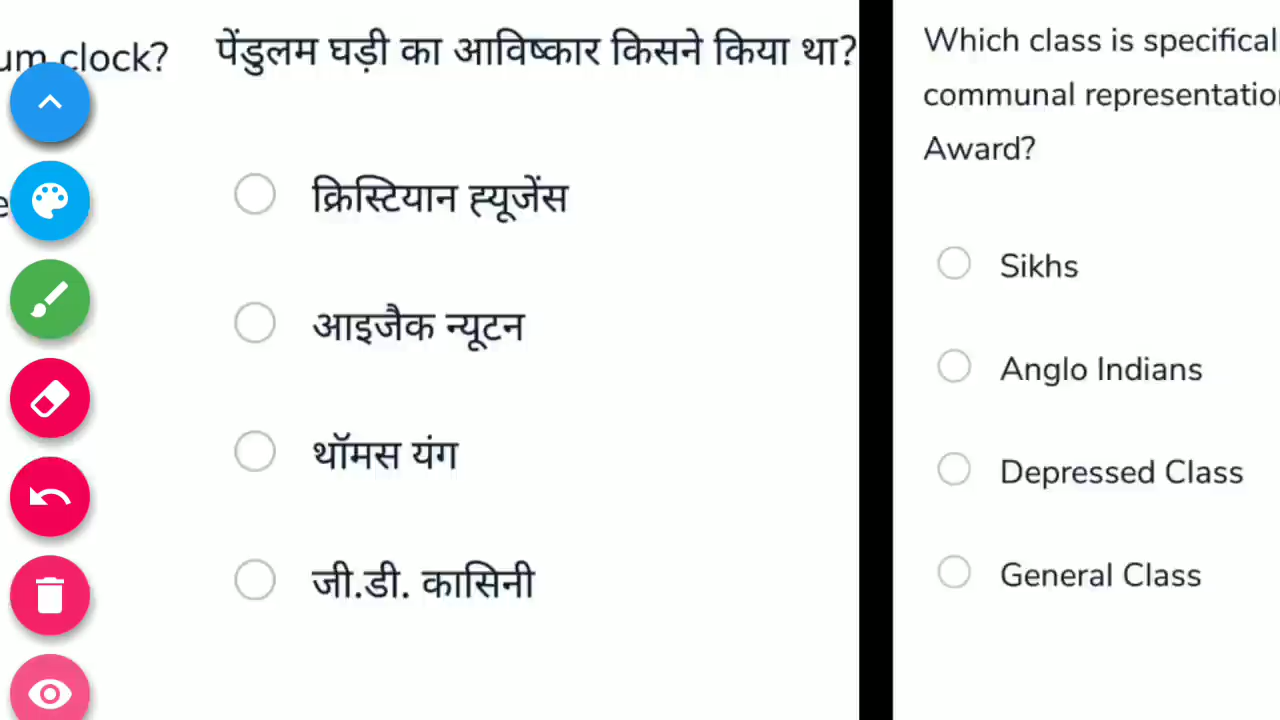 um clock?
पेंडुलम घड़ी का आविष्कार किसने किया था?
क्रिस्टियान ह्यूजेंस
आइजैक न्यूटन
थॉमस यंग
जी.डी. कासिनी
Which class is specifical
communal representatio
Award?
Sikhs
Anglo Indians
Depressed Class
General Class